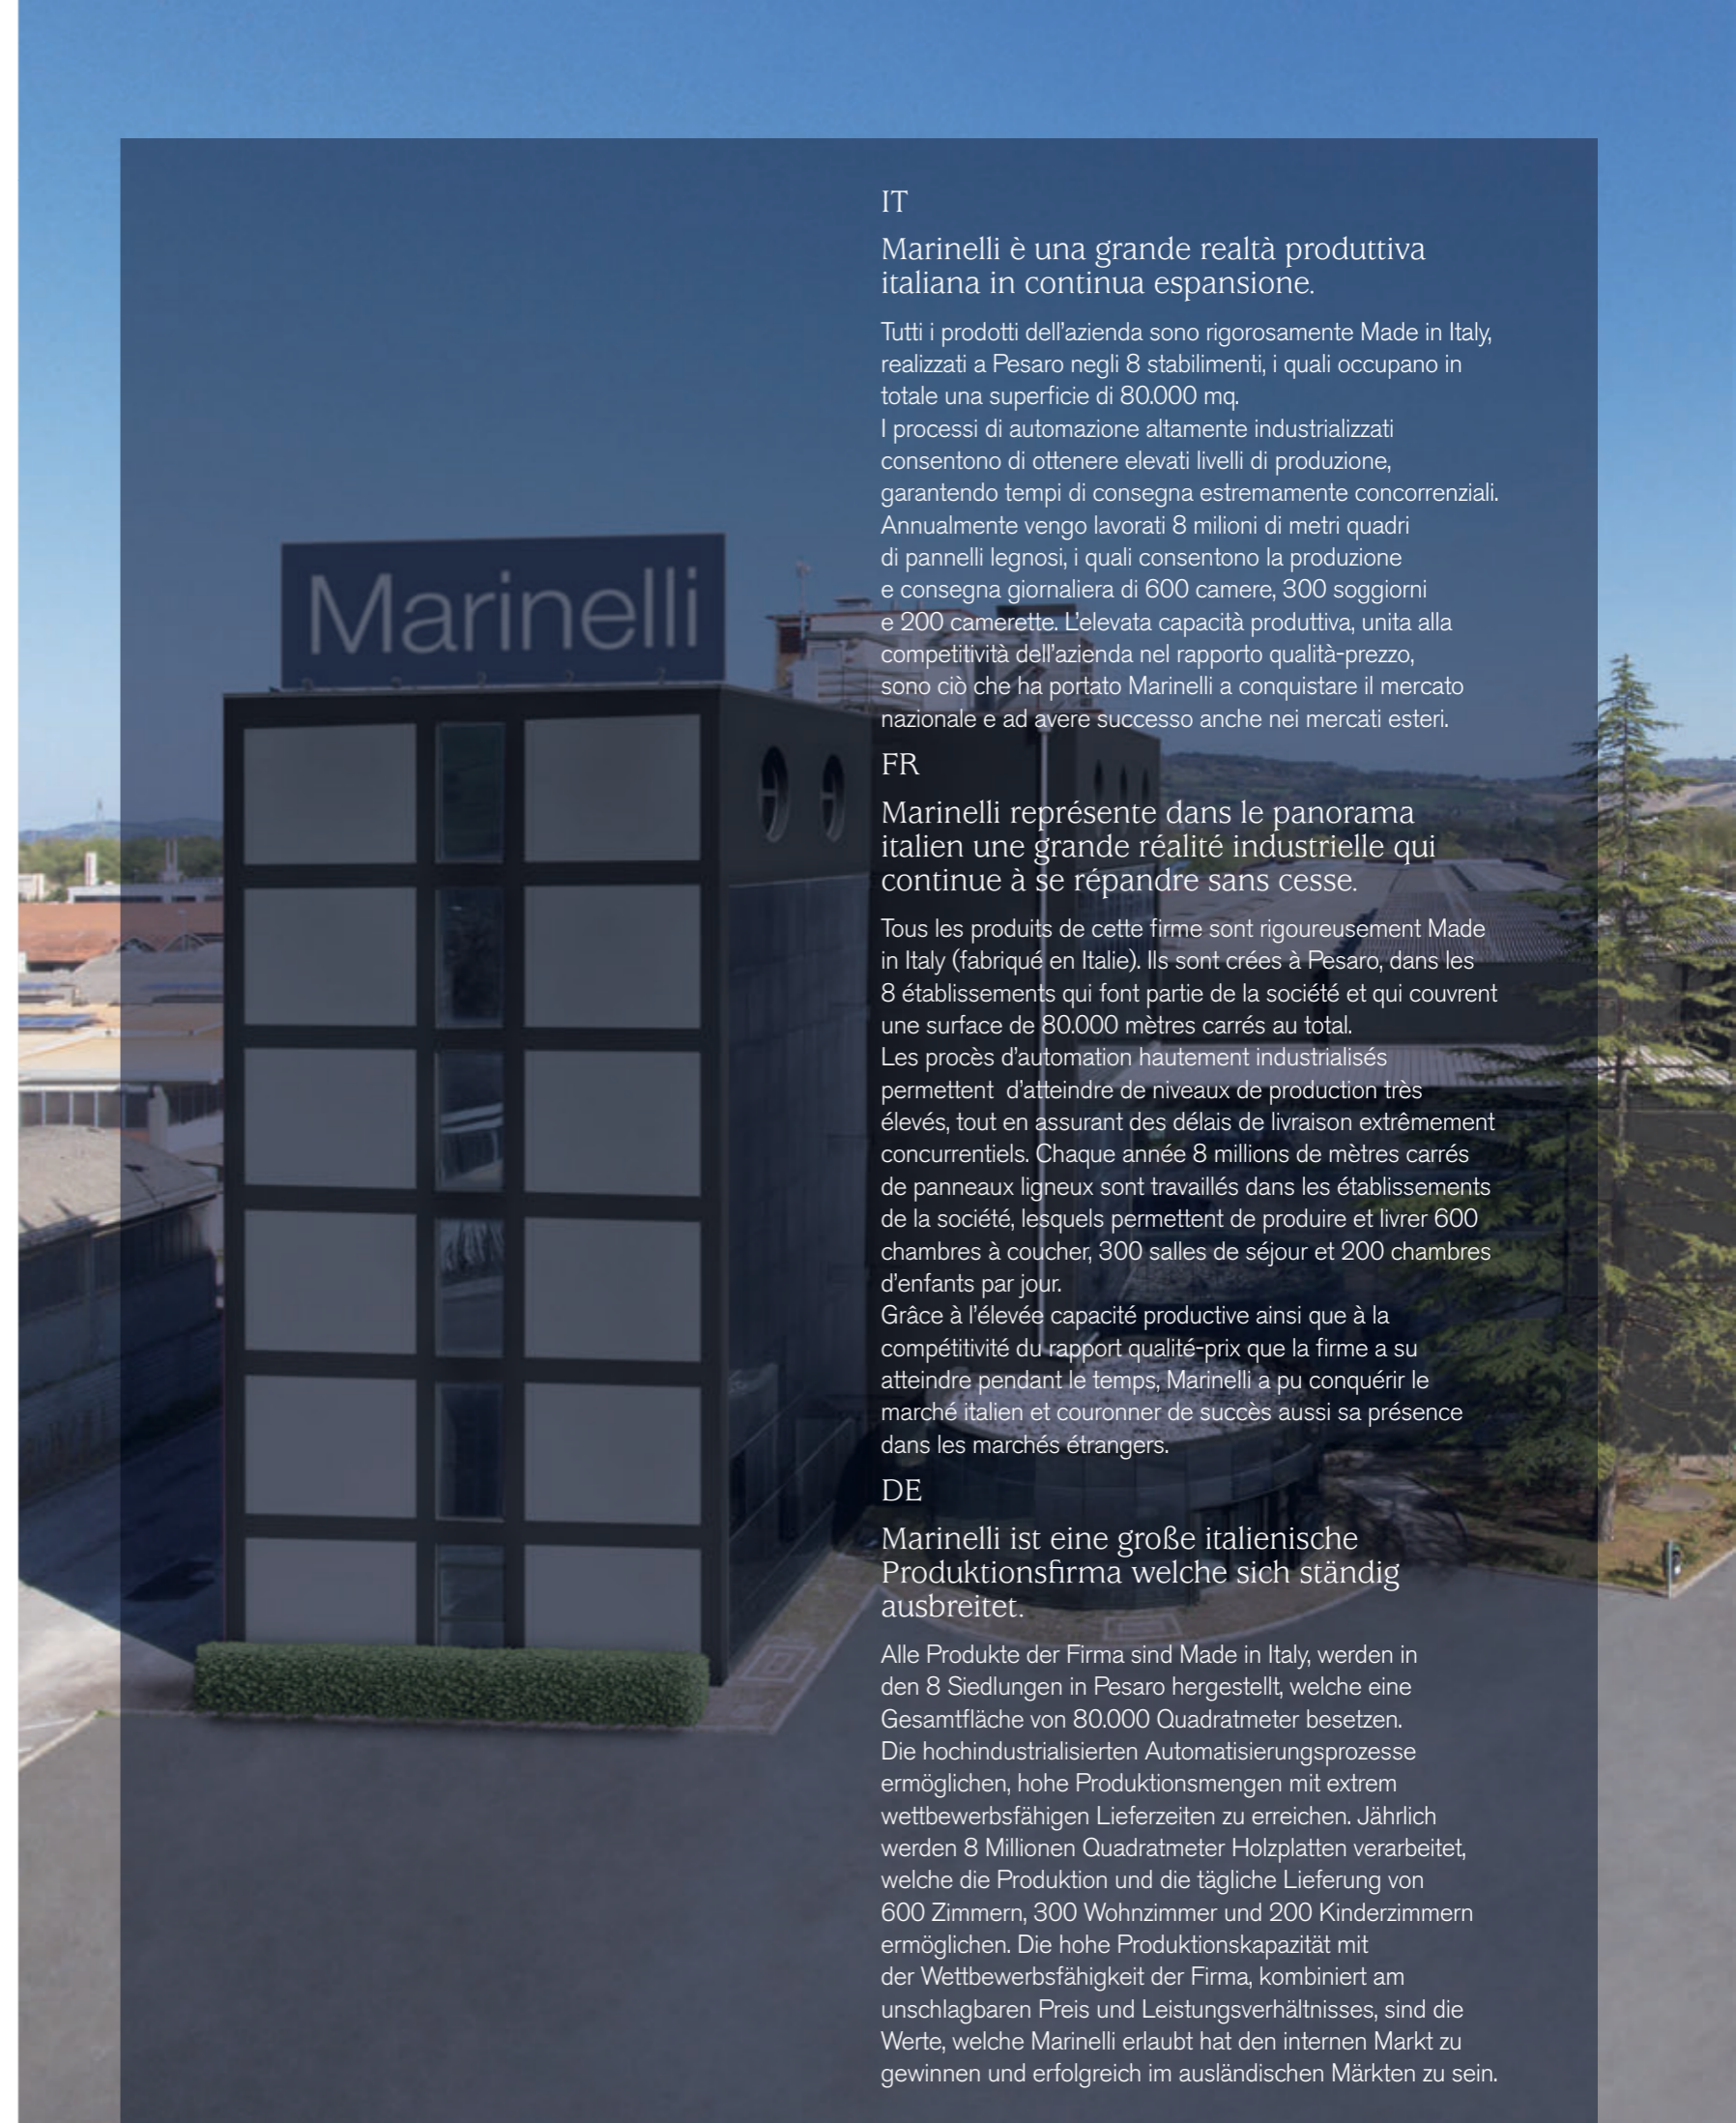 Marinelli
IT
Marinelli è una grande realtà produttiva
italiana in continua espansione.
Tutti i prodotti dell'azienda sono rigorosamente Made in Italy,
realizzati a Pesaro negli 8 stabilimenti, i quali occupano in
totale una superficie di 80.000 mq.
I processi di automazione altamente industrializzati
consentono di ottenere elevati livelli di produzione,
garantendo tempi di consegna estremamente concorrenziali.
Annualmente vengo lavorati 8 milioni di metri quadri
di pannelli legnosi, i quali consentono la produzione
e consegna giornaliera di 600 camere, 300 soggiorni
e 200 camerette. L'elevata capacità produttiva, unita alla
competitività dell'azienda nel rapporto qualità-prezzo,
sono ciò che ha portato Marinelli a conquistare il mercato
nazionale e ad avere successo anche nei mercati esteri.
FR
Marinelli représente dans le panorama
italien une grande réalité industrielle qui
continue à se répandre sans cesse.
Tous les produits de cette firme sont rigoureusement Made
in Italy (fabriqué en Italie). Ils sont crées à Pesaro, dans les
8 établissements qui font partie de la société et qui couvrent
une surface de 80.000 mètres carrés au total.
Les procès d'automation hautement industrialisés
permettent d'atteindre de niveaux de production très
élevés, tout en assurant des délais de livraison extrêmement
concurrentiels. Chaque année 8 millions de mètres carrés
de panneaux ligneux sont travaillés dans les établissements
de la société, lesquels permettent de produire et livrer 600
chambres à coucher, 300 salles de séjour et 200 chambres
d'enfants par jour.
Grâce à l'élevée capacité productive ainsi que à la
compétitivité du rapport qualité-prix que la firme a su
atteindre pendant le temps, Marinelli a pu conquérir le
marché italien et couronner de succès aussi sa présence
dans les marchés étrangers.
DE
Marinelli ist eine große italienische
Produktionsfirma welche sich ständig
ausbreitet.
Alle Produkte der Firma sind Made in Italy, werden in
den 8 Siedlungen in Pesaro hergestellt, welche eine
Gesamtfläche von 80.000 Quadratmeter besetzen.
Die hochindustrialisierten Automatisierungsprozesse
ermöglichen, hohe Produktionsmengen mit extrem
wettbewerbsfähigen Lieferzeiten zu erreichen. Jährlich
werden 8 Millionen Quadratmeter Holzplatten verarbeitet,
welche die Produktion und die tägliche Lieferung von
600 Zimmern, 300 Wohnzimmer und 200 Kinderzimmern
ermöglichen. Die hohe Produktionskapazität mit
der Wettbewerbsfähigkeit der Firma, kombiniert am
unschlagbaren Preis und Leistungsverhältnisses, sind die
Werte, welche Marinelli erlaubt hat den internen Markt zu
gewinnen und erfolgreich im ausländischen Märkten zu sein.